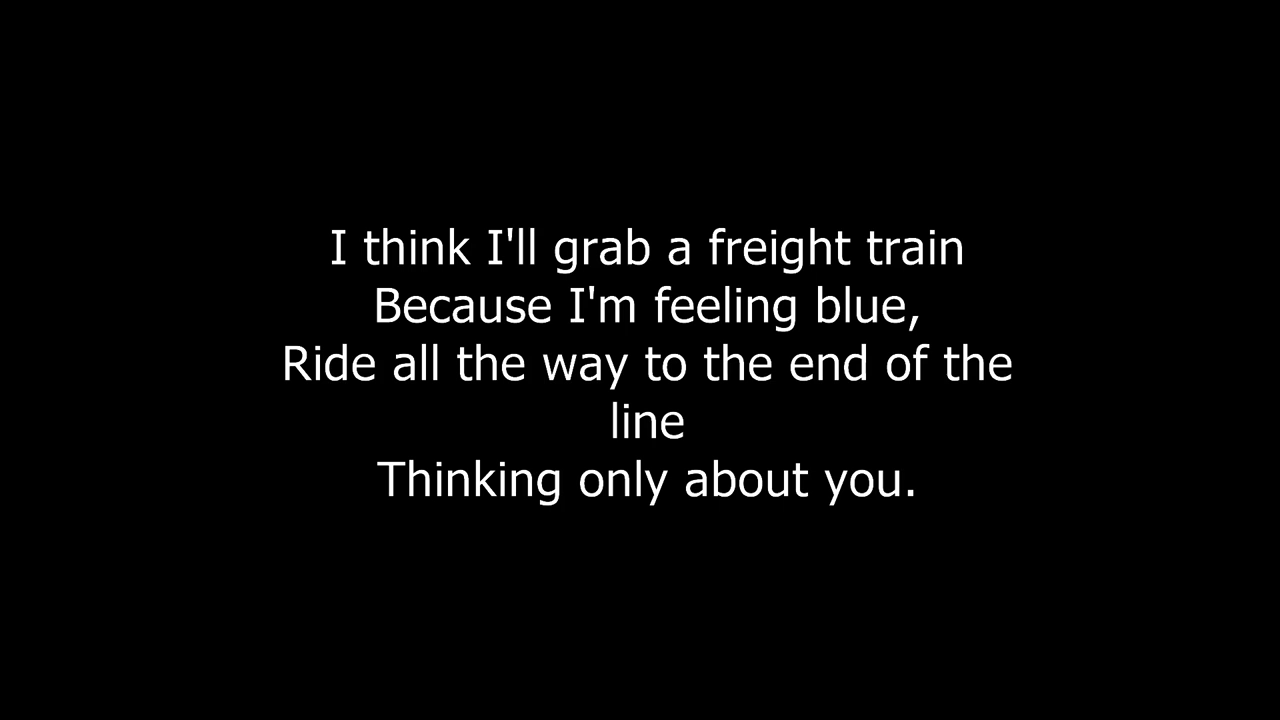 I think I'll grab a freight train
Because I'm feeling blue,
Ride all the way to the end of the
line
Thinking only about you.